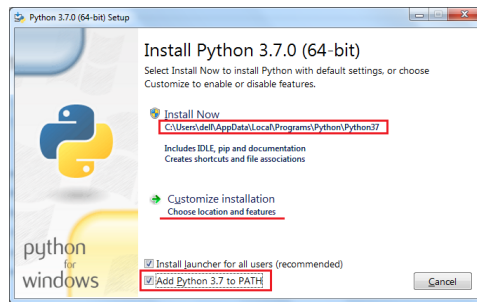 Python 3.7.0 (64-bit) Setup
Install Python 3.7.0 (64-bit)
Select Install Now to install Python with default settings, or choose
Customize to enable or disable features.
Install Now
C:\Users\dell\AppData\Local\Programs\Python\Python37
Includes IDLE, pip and documentation
Creates shortcuts and file associations
Customize installation
Choose location and features
python
for
windows
Install launcher for all users (recommended)
Add Python 3.7 to PATH
Cancel